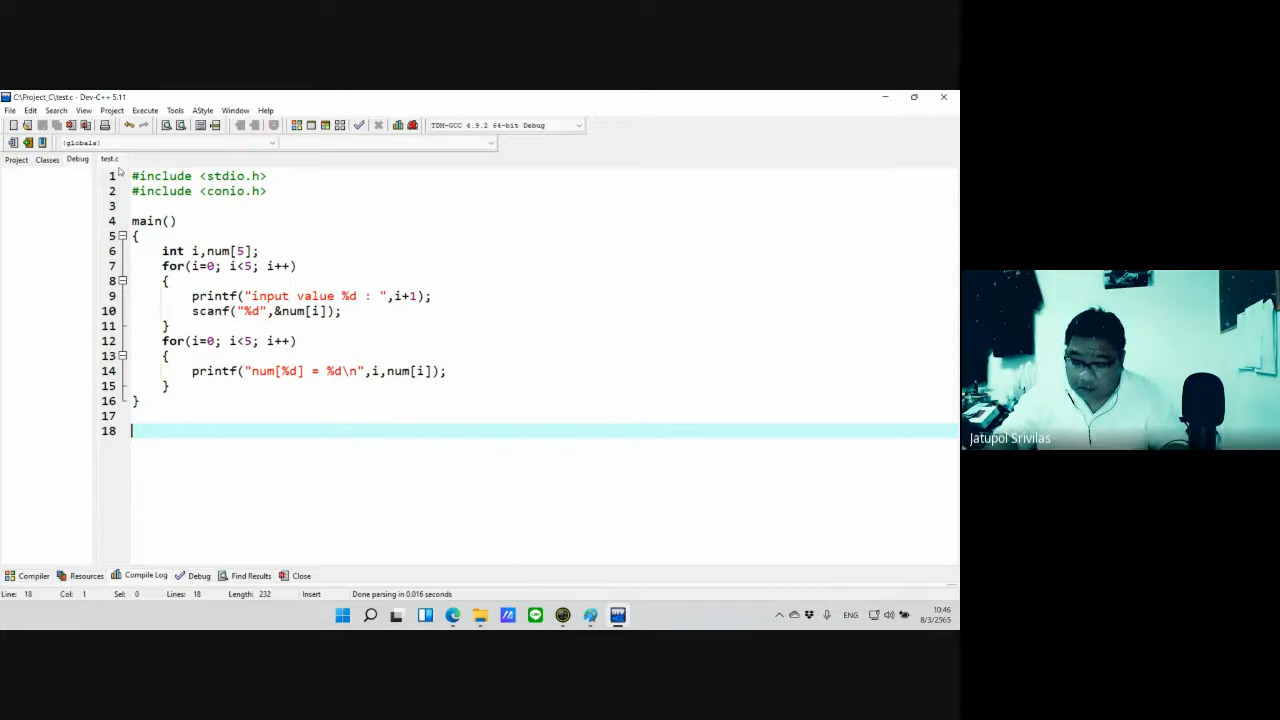 C:\Project_C\test.c - Dev-C++ 5.11
File Edit Search View Project Execute Tools AStyle Window Help
TDM-GCC 4.9.2 64-bit Debug
(globals)
Project Classes Debug test.c
1 #include <stdio.h>
2 #include <conio.h>
3
4 main()
5 {
6 int i,num[5];
7 for(i=0; i<5; i++)
8 {
9 printf("input value %d : ",i+1);
10 scanf("%d",&num[i]);
11 }
12 for(i=0; i<5; i++)
13 {
14 printf("num[%d] = %d\n",i,num[i]);
15 }
16 }
17
18
Jatupol Srivilas
Compiler Resources Compile Log Debug Find Results Close
Line: 18 Col: 1 Sel: 0 Lines: 18 Length: 232 Insert Done parsing in 0.016 seconds
DEV
ENG
10:46
8/3/2565